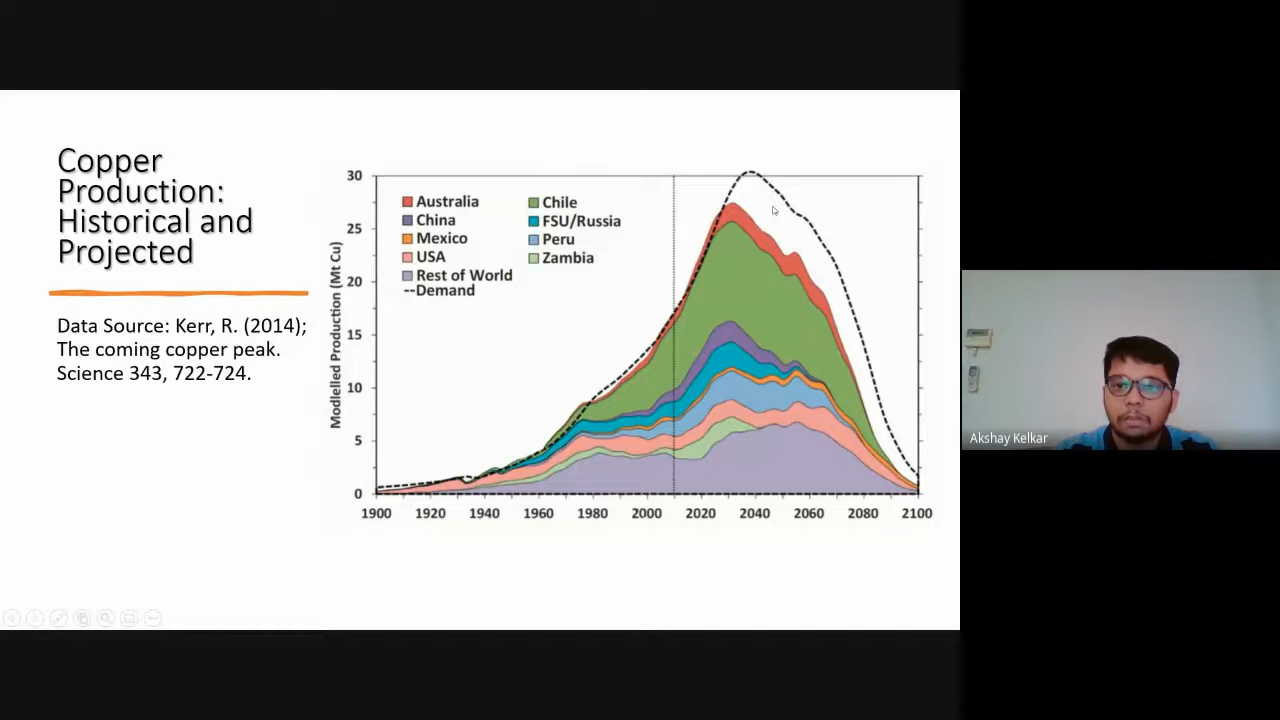 Copper
Production:
Historical and
Projected
Data Source: Kerr, R. (2014);
The coming copper peak.
Science 343, 722-724.
Modlelled Production (Mt Cu)
30
25
20
15
10
5
0
Australia
China
Mexico
USA
Rest of World
Demand
Chile
FSU/Russia
Peru
Zambia
1900 1920 1940 1960 1980 2000 2020 2040 2060 2080 2100
Akshay Kelkar